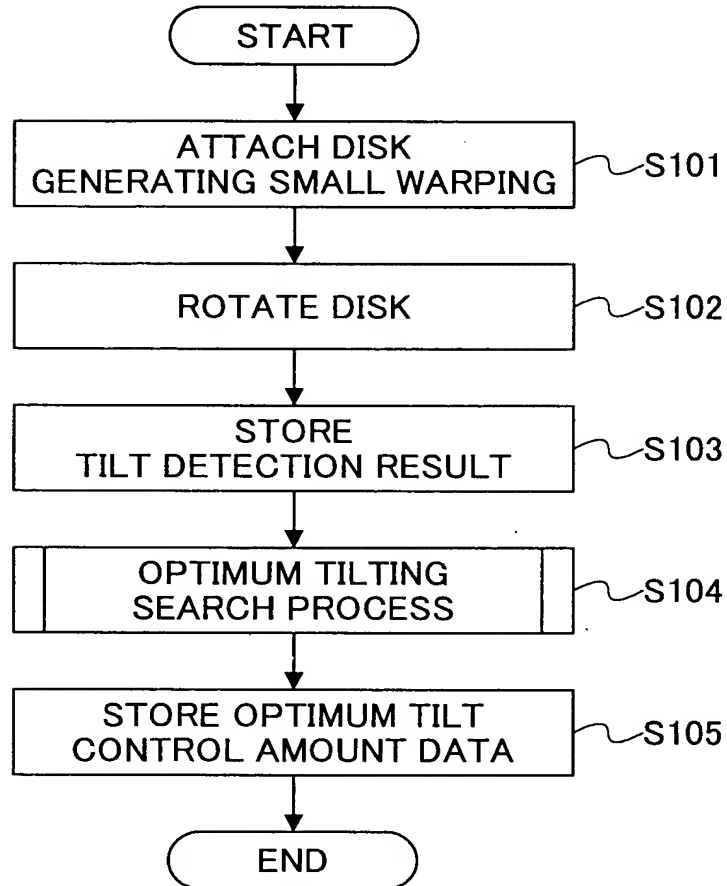 START
ATTACH DISK
GENERATING SMALL WARPING
S101
ROTATE DISK
S102
STORE
TILT DETECTION RESULT
S103
OPTIMUM TILTING
SEARCH PROCESS
S104
STORE OPTIMUM TILT
CONTROL AMOUNT DATA
S105
END